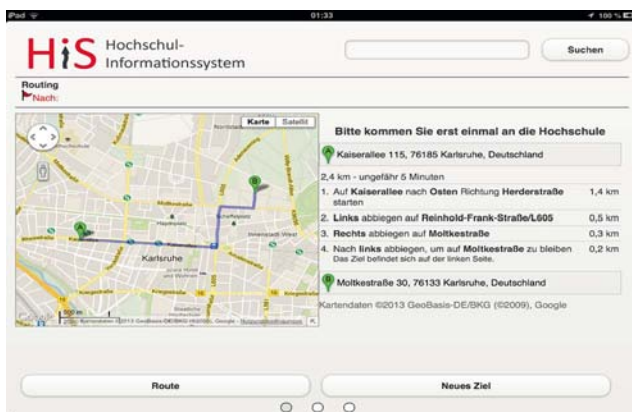 iPad
01:33
100 %
HiS
Hochschul-
Informationssystem
Suchen
Routing
Nach:
Karte
Satellit
Karlsruhe
Bitte kommen Sie erst einmal an die Hochschule
A Kaiserallee 115, 76185 Karlsruhe, Deutschland
2,4 km - ungefähr 5 Minuten
1. Auf Kaiserallee nach Osten Richtung Herderstraße 1,4 km
starten
2. Links abbiegen auf Reinhold-Frank-Straße/L605 0,5 km
3. Rechts abbiegen auf Moltkestraße 0,3 km
4. Nach links abbiegen, um auf Moltkestraße zu bleiben 0,2 km
Das Ziel befindet sich auf der linken Seite.
B Moltkestraße 30, 76133 Karlsruhe, Deutschland
Kartendaten ©2013 GeoBasis-DE/BKG (©2009), Google
Route
Neues Ziel